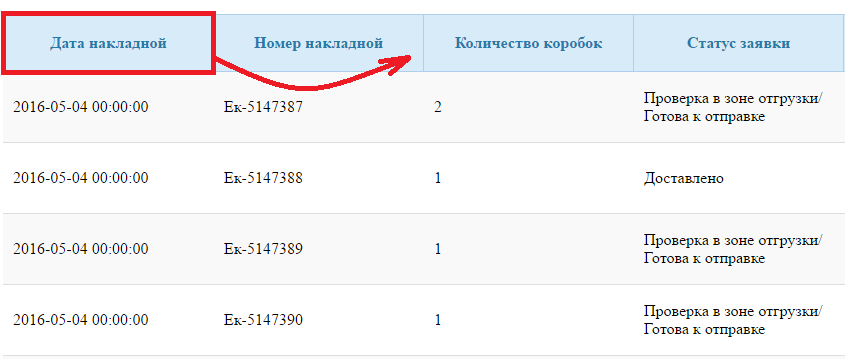 Дата накладной Номер накладной Количество коробок Статус заявки
2016-05-04 00:00:00 Ек-5147387 2 Проверка в зоне отгрузки/
Готова к отправке
2016-05-04 00:00:00 Ек-5147388 1 Доставлено
2016-05-04 00:00:00 Ек-5147389 1 Проверка в зоне отгрузки/
Готова к отправке
2016-05-04 00:00:00 Ек-5147390 1 Проверка в зоне отгрузки/
Готова к отправке